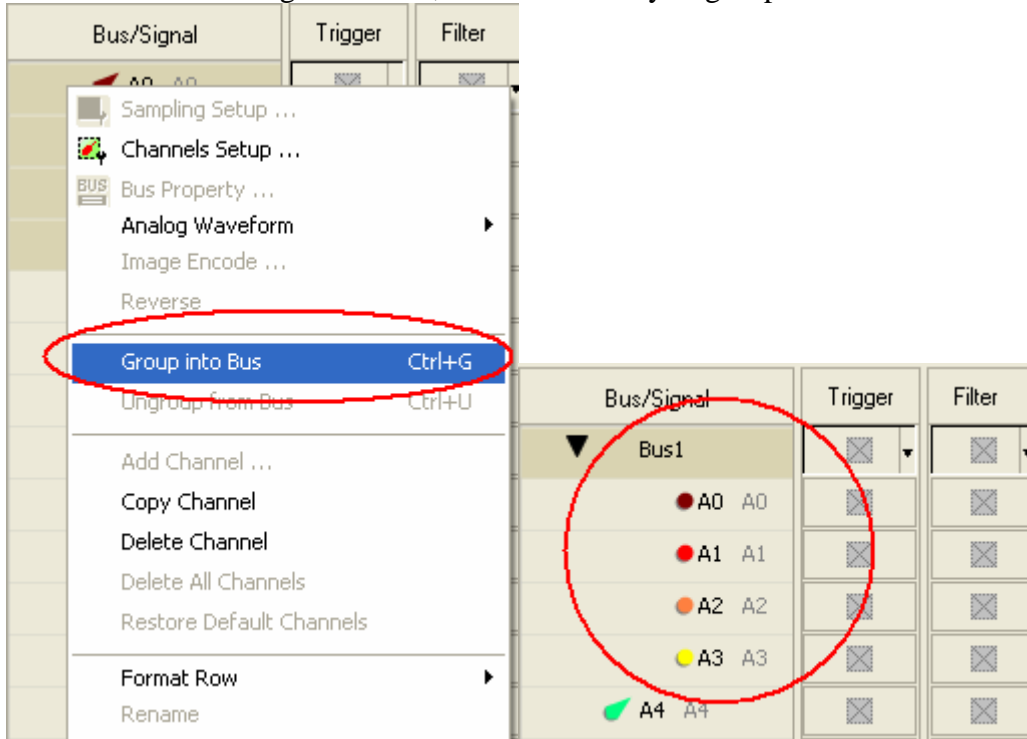 Bus/Signal Trigger Filter
A0 A0
Sampling Setup ...
Channels Setup ...
BUS Bus Property ...
Analog Waveform
Image Encode ...
Reverse
Group into Bus Ctrl+G
Ungroup from Bus Ctrl+U
Add Channel ...
Copy Channel
Delete Channel
Delete All Channels
Restore Default Channels
Format Row
Rename
Bus/Signal Trigger Filter
Bus1
A0 A0
A1 A1
A2 A2
A3 A3
A4 A4